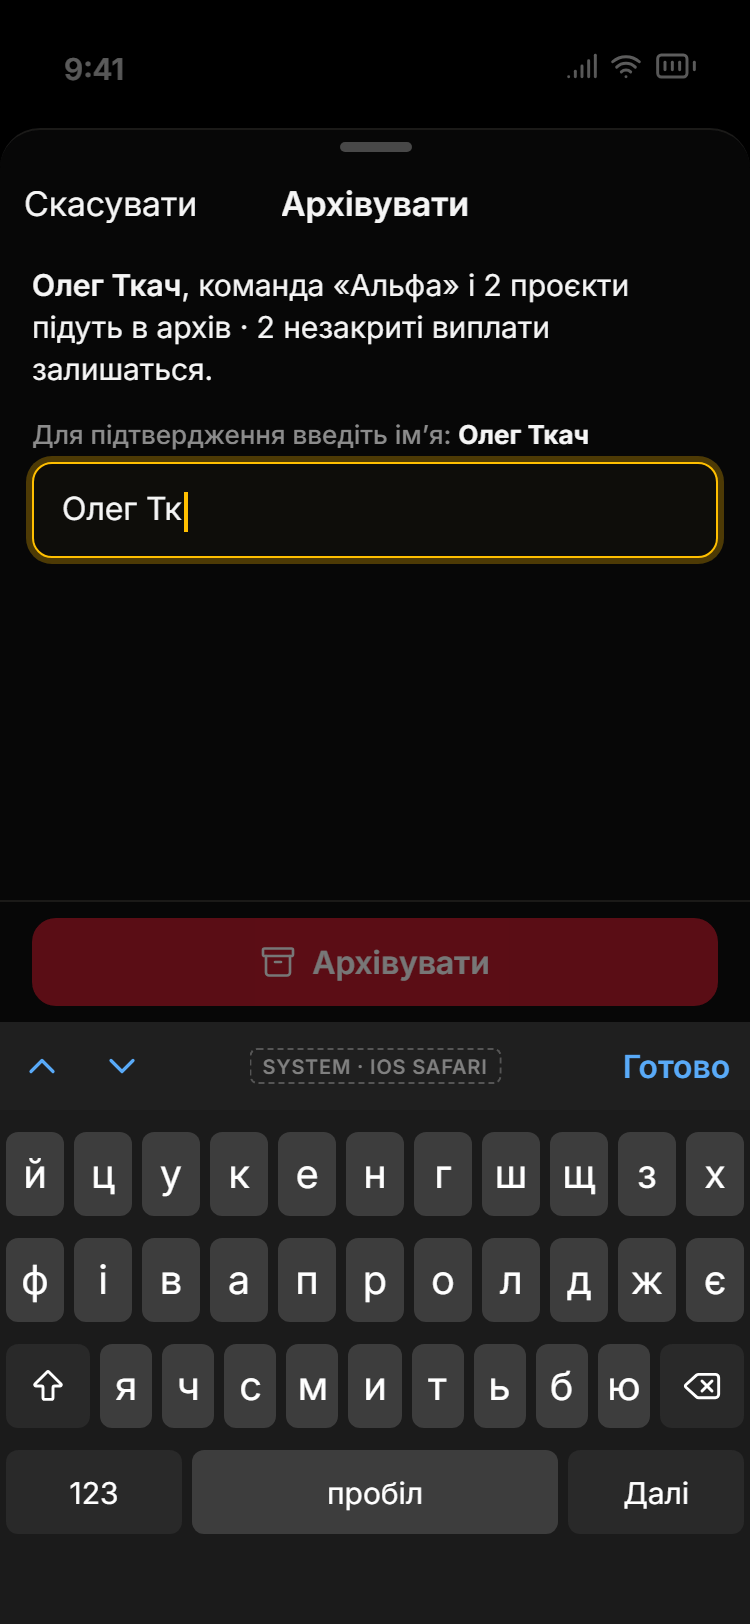 9:41
Скасувати
Архівувати
Олег Ткач, команда «Альфа» і 2 проєкти
підуть в архів · 2 незакриті виплати
залишаться.
Для підтвердження введіть ім’я: Олег Ткач
Олег Тк
Архівувати
SYSTEM · IOS SAFARI
Готово
й ц у к е н г ш щ з х
ф і в а п р о л д ж є
я ч с м и т ь б ю
123 пробіл Далі